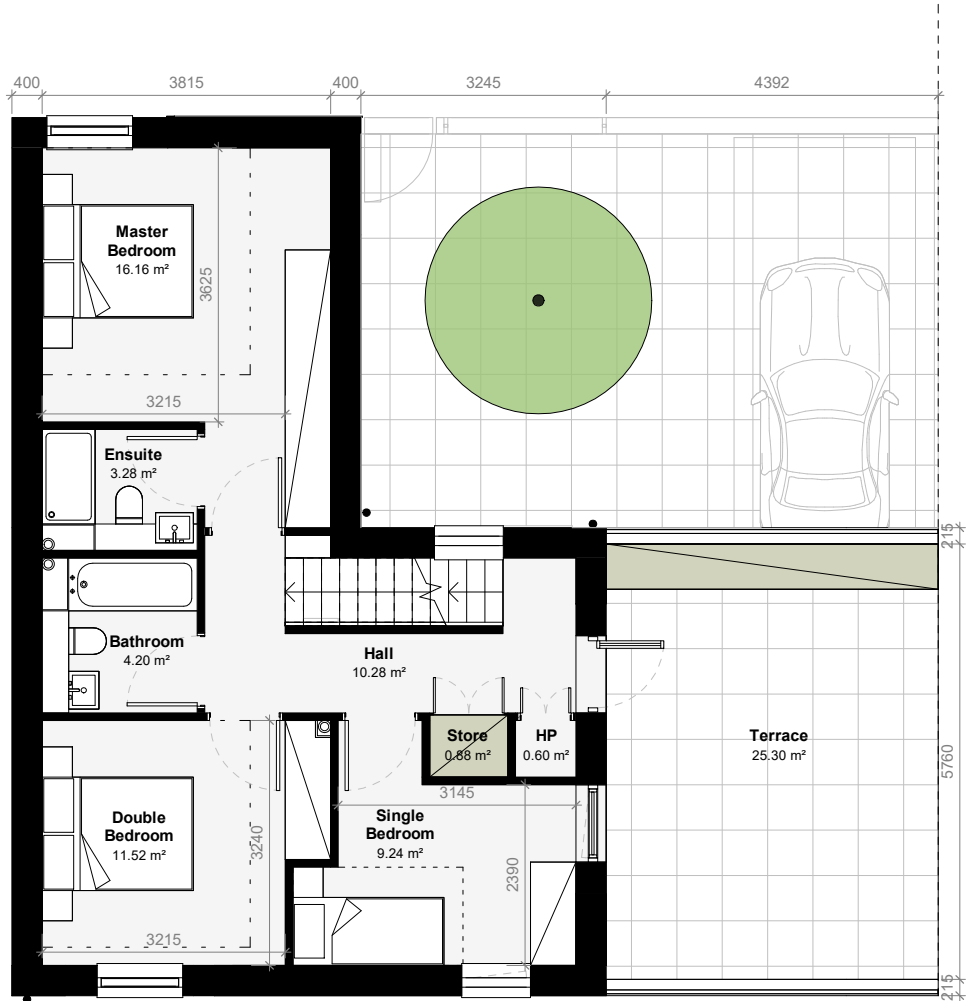 400
3815
400
3245
4392
Master
Bedroom
16.16 m²
3625
3215
Ensuite
3.28 m²
215
Bathroom
4.20 m²
Hall
10.28 m²
Store
0.88 m²
HP
0.60 m²
Terrace
25.30 m²
5760
3145
Double
Bedroom
11.52 m²
3240
Single
Bedroom
9.24 m²
2390
3215
215